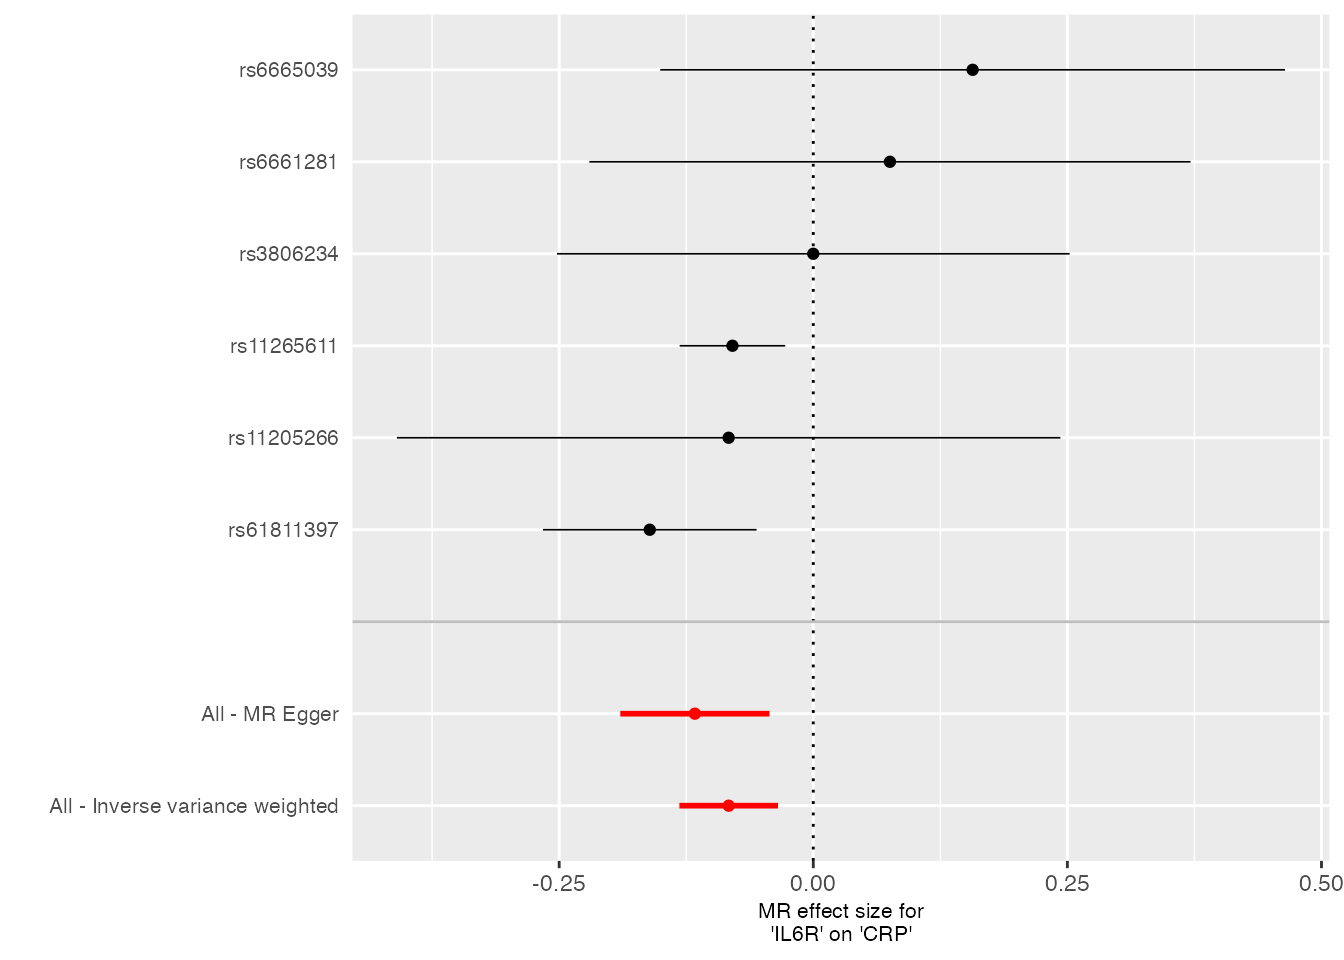 rs6665039
rs6661281
rs3806234
rs11265611
rs11205266
rs61811397
All - MR Egger
All - Inverse variance weighted
-0.25 0.00 0.25 0.50
MR effect size for
'IL6R' on 'CRP'